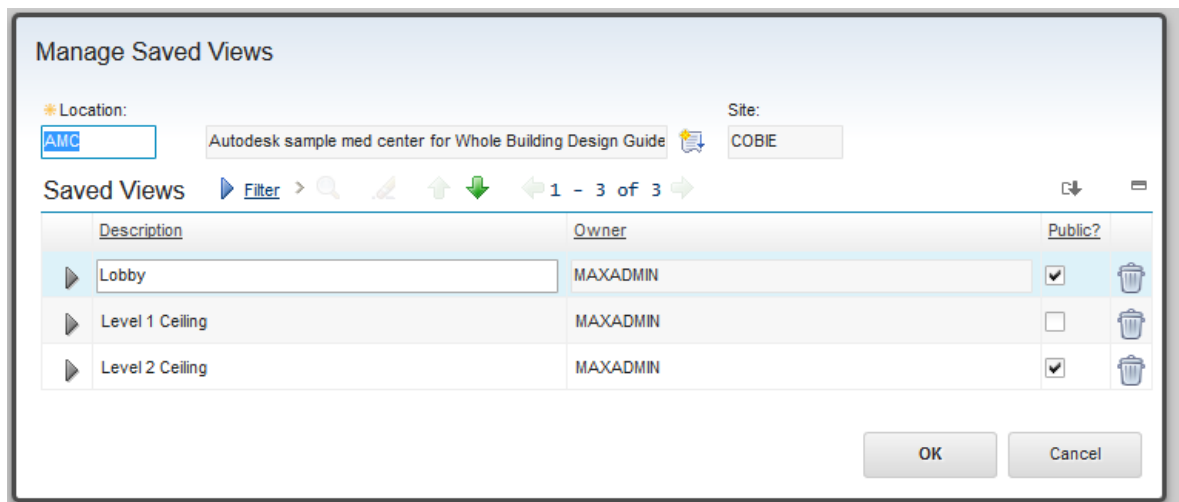 Manage Saved Views
*Location:
Site:
AMC
Autodesk sample med center for Whole Building Design Guide
COBIE
Saved Views Filter > 1 - 3 of 3
Description Owner Public?
Lobby MAXADMIN
Level 1 Ceiling MAXADMIN
Level 2 Ceiling MAXADMIN
OK Cancel